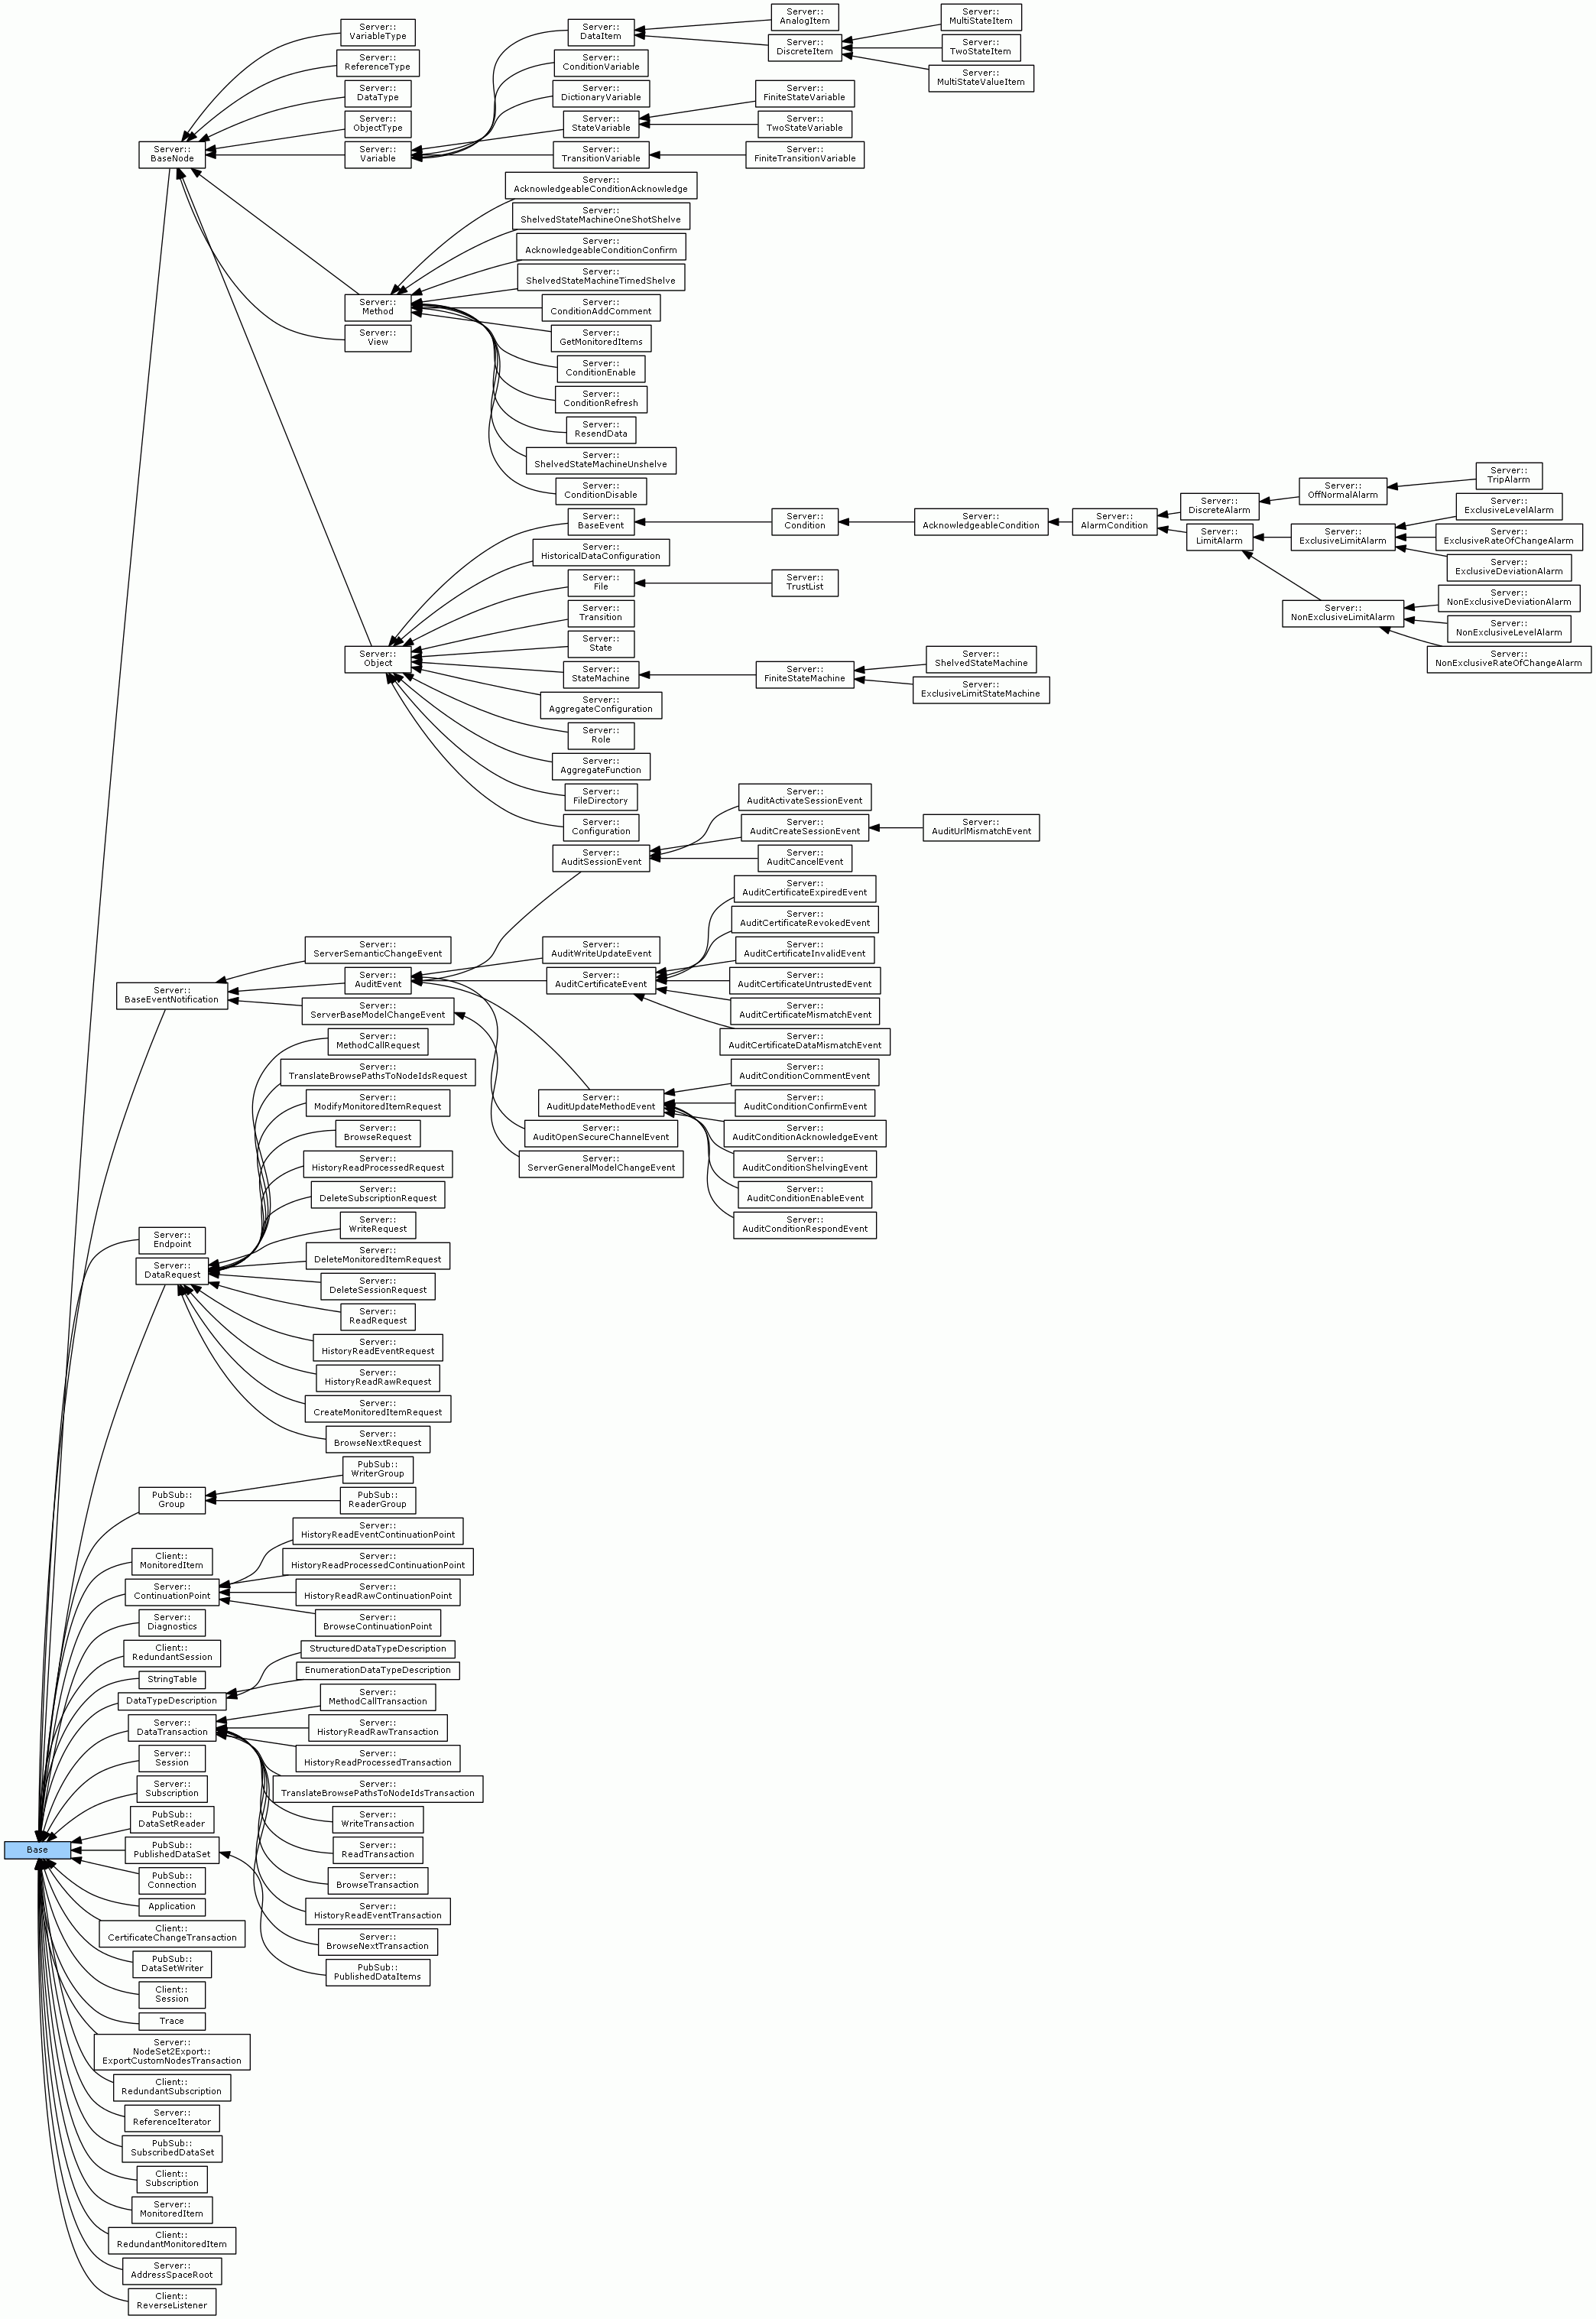 Server::
AnalogItem
Server::
MultiStateItem
Server::
VariableType
Server::
DataItem
Server::
DiscreteItem
Server::
TwoStateItem
Server::
ReferenceType
Server::
ConditionVariable
Server::
MultiStateValueItem
Server::
DataType
Server::
DictionaryVariable
Server::
FiniteStateVariable
Server::
ObjectType
Server::
StateVariable
Server::
TwoStateVariable
Server::
BaseNode
Server::
Variable
Server::
TransitionVariable
Server::
FiniteTransitionVariable
Server::
AcknowledgeableConditionAcknowledge
Server::
ShelvedStateMachineOneShotShelve
Server::
AcknowledgeableConditionConfirm
Server::
ShelvedStateMachineTimedShelve
Server::
Method
Server::
ConditionAddComment
Server::
View
Server::
GetMonitoredItems
Server::
ConditionEnable
Server::
ConditionRefresh
Server::
ResendData
Server::
ShelvedStateMachineUnshelve
Server::
ConditionDisable
Server::
TripAlarm
Server::
OffNormalAlarm
Server::
DiscreteAlarm
Server::
ExclusiveLevelAlarm
Server::
BaseEvent
Server::
Condition
Server::
AcknowledgeableCondition
Server::
AlarmCondition
Server::
LimitAlarm
Server::
ExclusiveLimitAlarm
Server::
ExclusiveRateOfChangeAlarm
Server::
HistoricalDataConfiguration
Server::
ExclusiveDeviationAlarm
Server::
File
Server::
TrustList
Server::
NonExclusiveDeviationAlarm
Server::
Transition
Server::
NonExclusiveLimitAlarm
Server::
NonExclusiveLevelAlarm
Server::
State
Server::
NonExclusiveRateOfChangeAlarm
Server::
Object
Server::
StateMachine
Server::
FiniteStateMachine
Server::
ShelvedStateMachine
Server::
ExclusiveLimitStateMachine
Server::
AggregateConfiguration
Server::
Role
Server::
AggregateFunction
Server::
FileDirectory
Server::
Configuration
Server::
AuditActivateSessionEvent
Server::
AuditCreateSessionEvent
Server::
AuditUrlMismatchEvent
Server::
AuditSessionEvent
Server::
AuditCancelEvent
Server::
AuditCertificateExpiredEvent
Server::
AuditCertificateRevokedEvent
Server::
ServerSemanticChangeEvent
Server::
AuditWriteUpdateEvent
Server::
AuditCertificateInvalidEvent
Server::
BaseEventNotification
Server::
AuditEvent
Server::
AuditCertificateEvent
Server::
AuditCertificateUntrustedEvent
Server::
ServerBaseModelChangeEvent
Server::
AuditCertificateMismatchEvent
Server::
MethodCallRequest
Server::
AuditCertificateDataMismatchEvent
Server::
TranslateBrowsePathsToNodeIdsRequest
Server::
AuditConditionCommentEvent
Server::
ModifyMonitoredItemRequest
Server::
AuditUpdateMethodEvent
Server::
AuditConditionConfirmEvent
Server::
BrowseRequest
Server::
AuditOpenSecureChannelEvent
Server::
AuditConditionAcknowledgeEvent
Server::
HistoryReadProcessedRequest
Server::
ServerGeneralModelChangeEvent
Server::
AuditConditionShelvingEvent
Server::
DeleteSubscriptionRequest
Server::
AuditConditionEnableEvent
Server::
WriteRequest
Server::
AuditConditionRespondEvent
Server::
Endpoint
Server::
DataRequest
Server::
DeleteMonitoredItemRequest
Server::
DeleteSessionRequest
Server::
ReadRequest
Server::
HistoryReadEventRequest
Server::
HistoryReadRawRequest
Server::
CreateMonitoredItemRequest
Server::
BrowseNextRequest
PubSub::
WriterGroup
PubSub::
Group
PubSub::
ReaderGroup
Server::
HistoryReadEventContinuationPoint
Client::
MonitoredItem
Server::
HistoryReadProcessedContinuationPoint
Server::
ContinuationPoint
Server::
HistoryReadRawContinuationPoint
Server::
Diagnostics
Server::
BrowseContinuationPoint
Client::
RedundantSession
StructuredDataTypeDescription
StringTable
EnumerationDataTypeDescription
DataTypeDescription
Server::
MethodCallTransaction
Server::
DataTransaction
Server::
HistoryReadRawTransaction
Server::
Session
Server::
HistoryReadProcessedTransaction
Server::
Subscription
Server::
TranslateBrowsePathsToNodeIdsTransaction
PubSub::
DataSetReader
Server::
WriteTransaction
Base
PubSub::
PublishedDataSet
Server::
ReadTransaction
PubSub::
Connection
Server::
BrowseTransaction
Application
Server::
HistoryReadEventTransaction
Client::
CertificateChangeTransaction
Server::
BrowseNextTransaction
PubSub::
DataSetWriter
PubSub::
PublishedDataItems
Client::
Session
Trace
Server::
NodeSet2Export::
ExportCustomNodesTransaction
Client::
RedundantSubscription
Server::
ReferenceIterator
PubSub::
SubscribedDataSet
Client::
Subscription
Server::
MonitoredItem
Client::
RedundantMonitoredItem
Server::
AddressSpaceRoot
Client::
ReverseListener